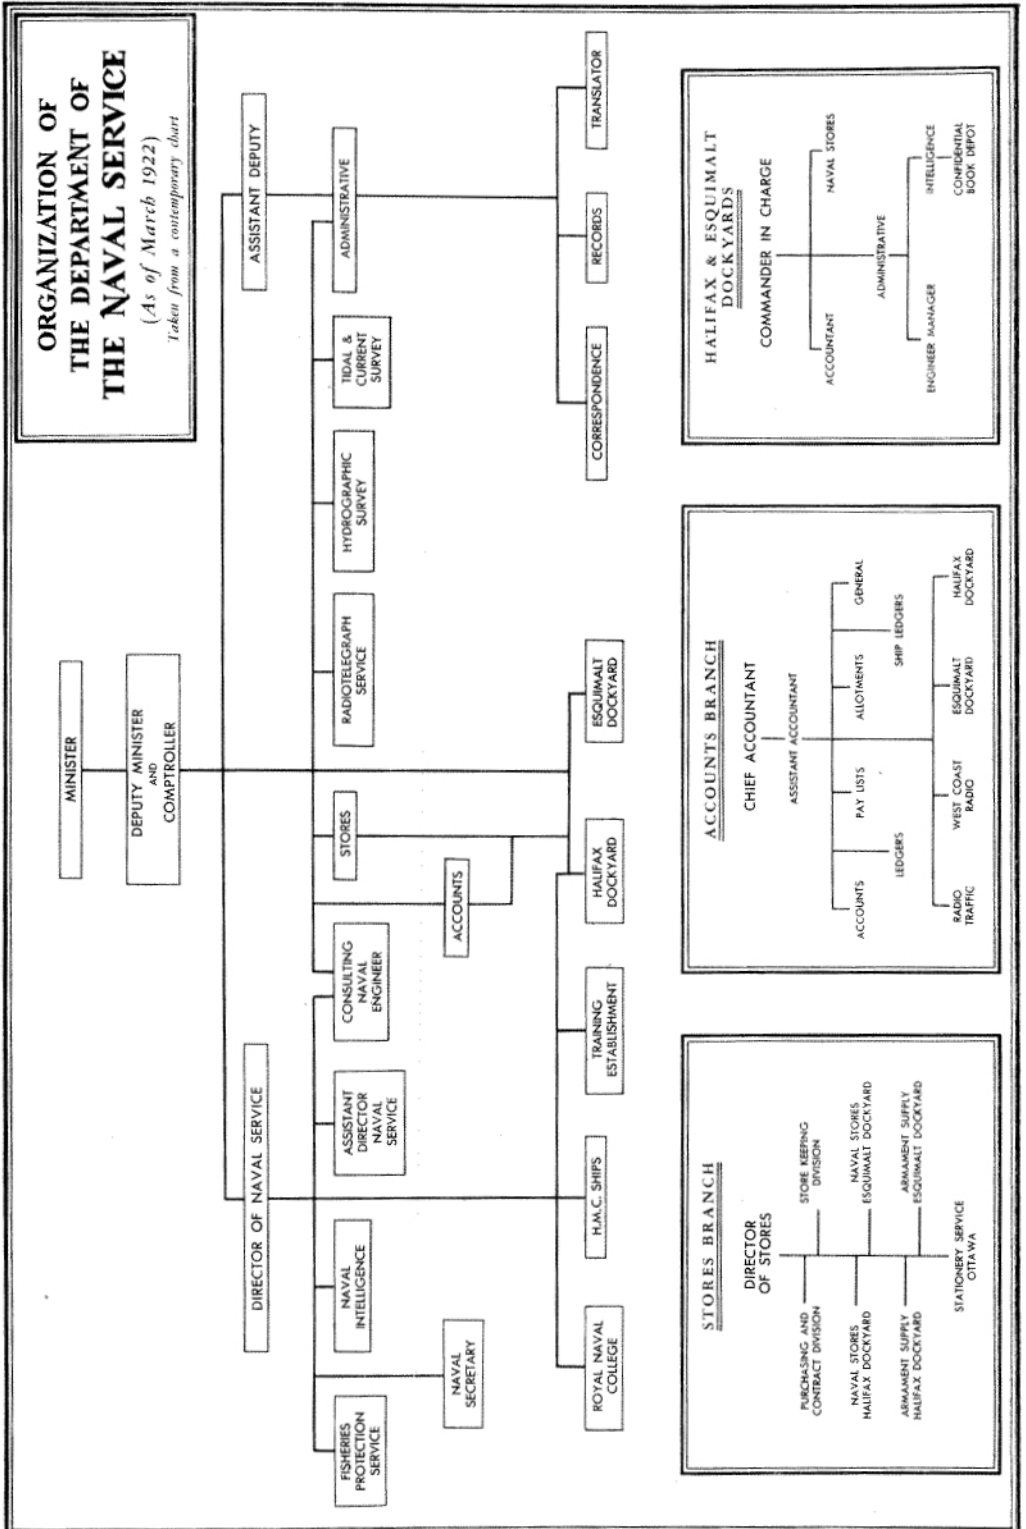 ORGANIZATION OF
THE DEPARTMENT OF
THE NAVAL SERVICE
(As of March 1922)
Taken from a contemporary chart
MINISTER
DEPUTY MINISTER
AND
COMPTROLLER
DIRECTOR OF NAVAL SERVICE
ASSISTANT DEPUTY
FISHERIES
PROTECTION
SERVICE
NAVAL
INTELLIGENCE
ASSISTANT
DIRECTOR
NAVAL
SERVICE
CONSULTING
NAVAL
ENGINEER
STORES
RADIOTELEGRAPH
SERVICE
HYDROGRAPHIC
SURVEY
TIDAL &
CURRENT
SURVEY
ADMINISTRATIVE
NAVAL
SECRETARY
ACCOUNTS
ROYAL NAVAL
COLLEGE
H.M.C. SHIPS
TRAINING
ESTABLISHMENT
HALIFAX
DOCKYARD
ESQUIMALT
DOCKYARD
CORRESPONDENCE
RECORDS
TRANSLATOR
STORES BRANCH
DIRECTOR
OF STORES
PURCHASING AND
CONTRACT DIVISION
STORE KEEPING
DIVISION
NAVAL STORES
HALIFAX DOCKYARD
NAVAL STORES
ESQUIMALT DOCKYARD
ARMAMENT SUPPLY
HALIFAX DOCKYARD
ARMAMENT SUPPLY
ESQUIMALT DOCKYARD
STATIONERY SERVICE
OTTAWA
ACCOUNTS BRANCH
CHIEF ACCOUNTANT
ASSISTANT ACCOUNTANT
ACCOUNTS
PAY LISTS
ALLOTMENTS
GENERAL
LEDGERS
SHIP LEDGERS
RADIO
TRAFFIC
WEST COAST
RADIO
ESQUIMALT
DOCKYARD
HALIFAX
DOCKYARD
HALIFAX & ESQUIMALT
DOCKYARDS
COMMANDER IN CHARGE
ACCOUNTANT
NAVAL STORES
ADMINISTRATIVE
ENGINEER MANAGER
INTELLIGENCE
CONFIDENTIAL
BOOK DEPOT